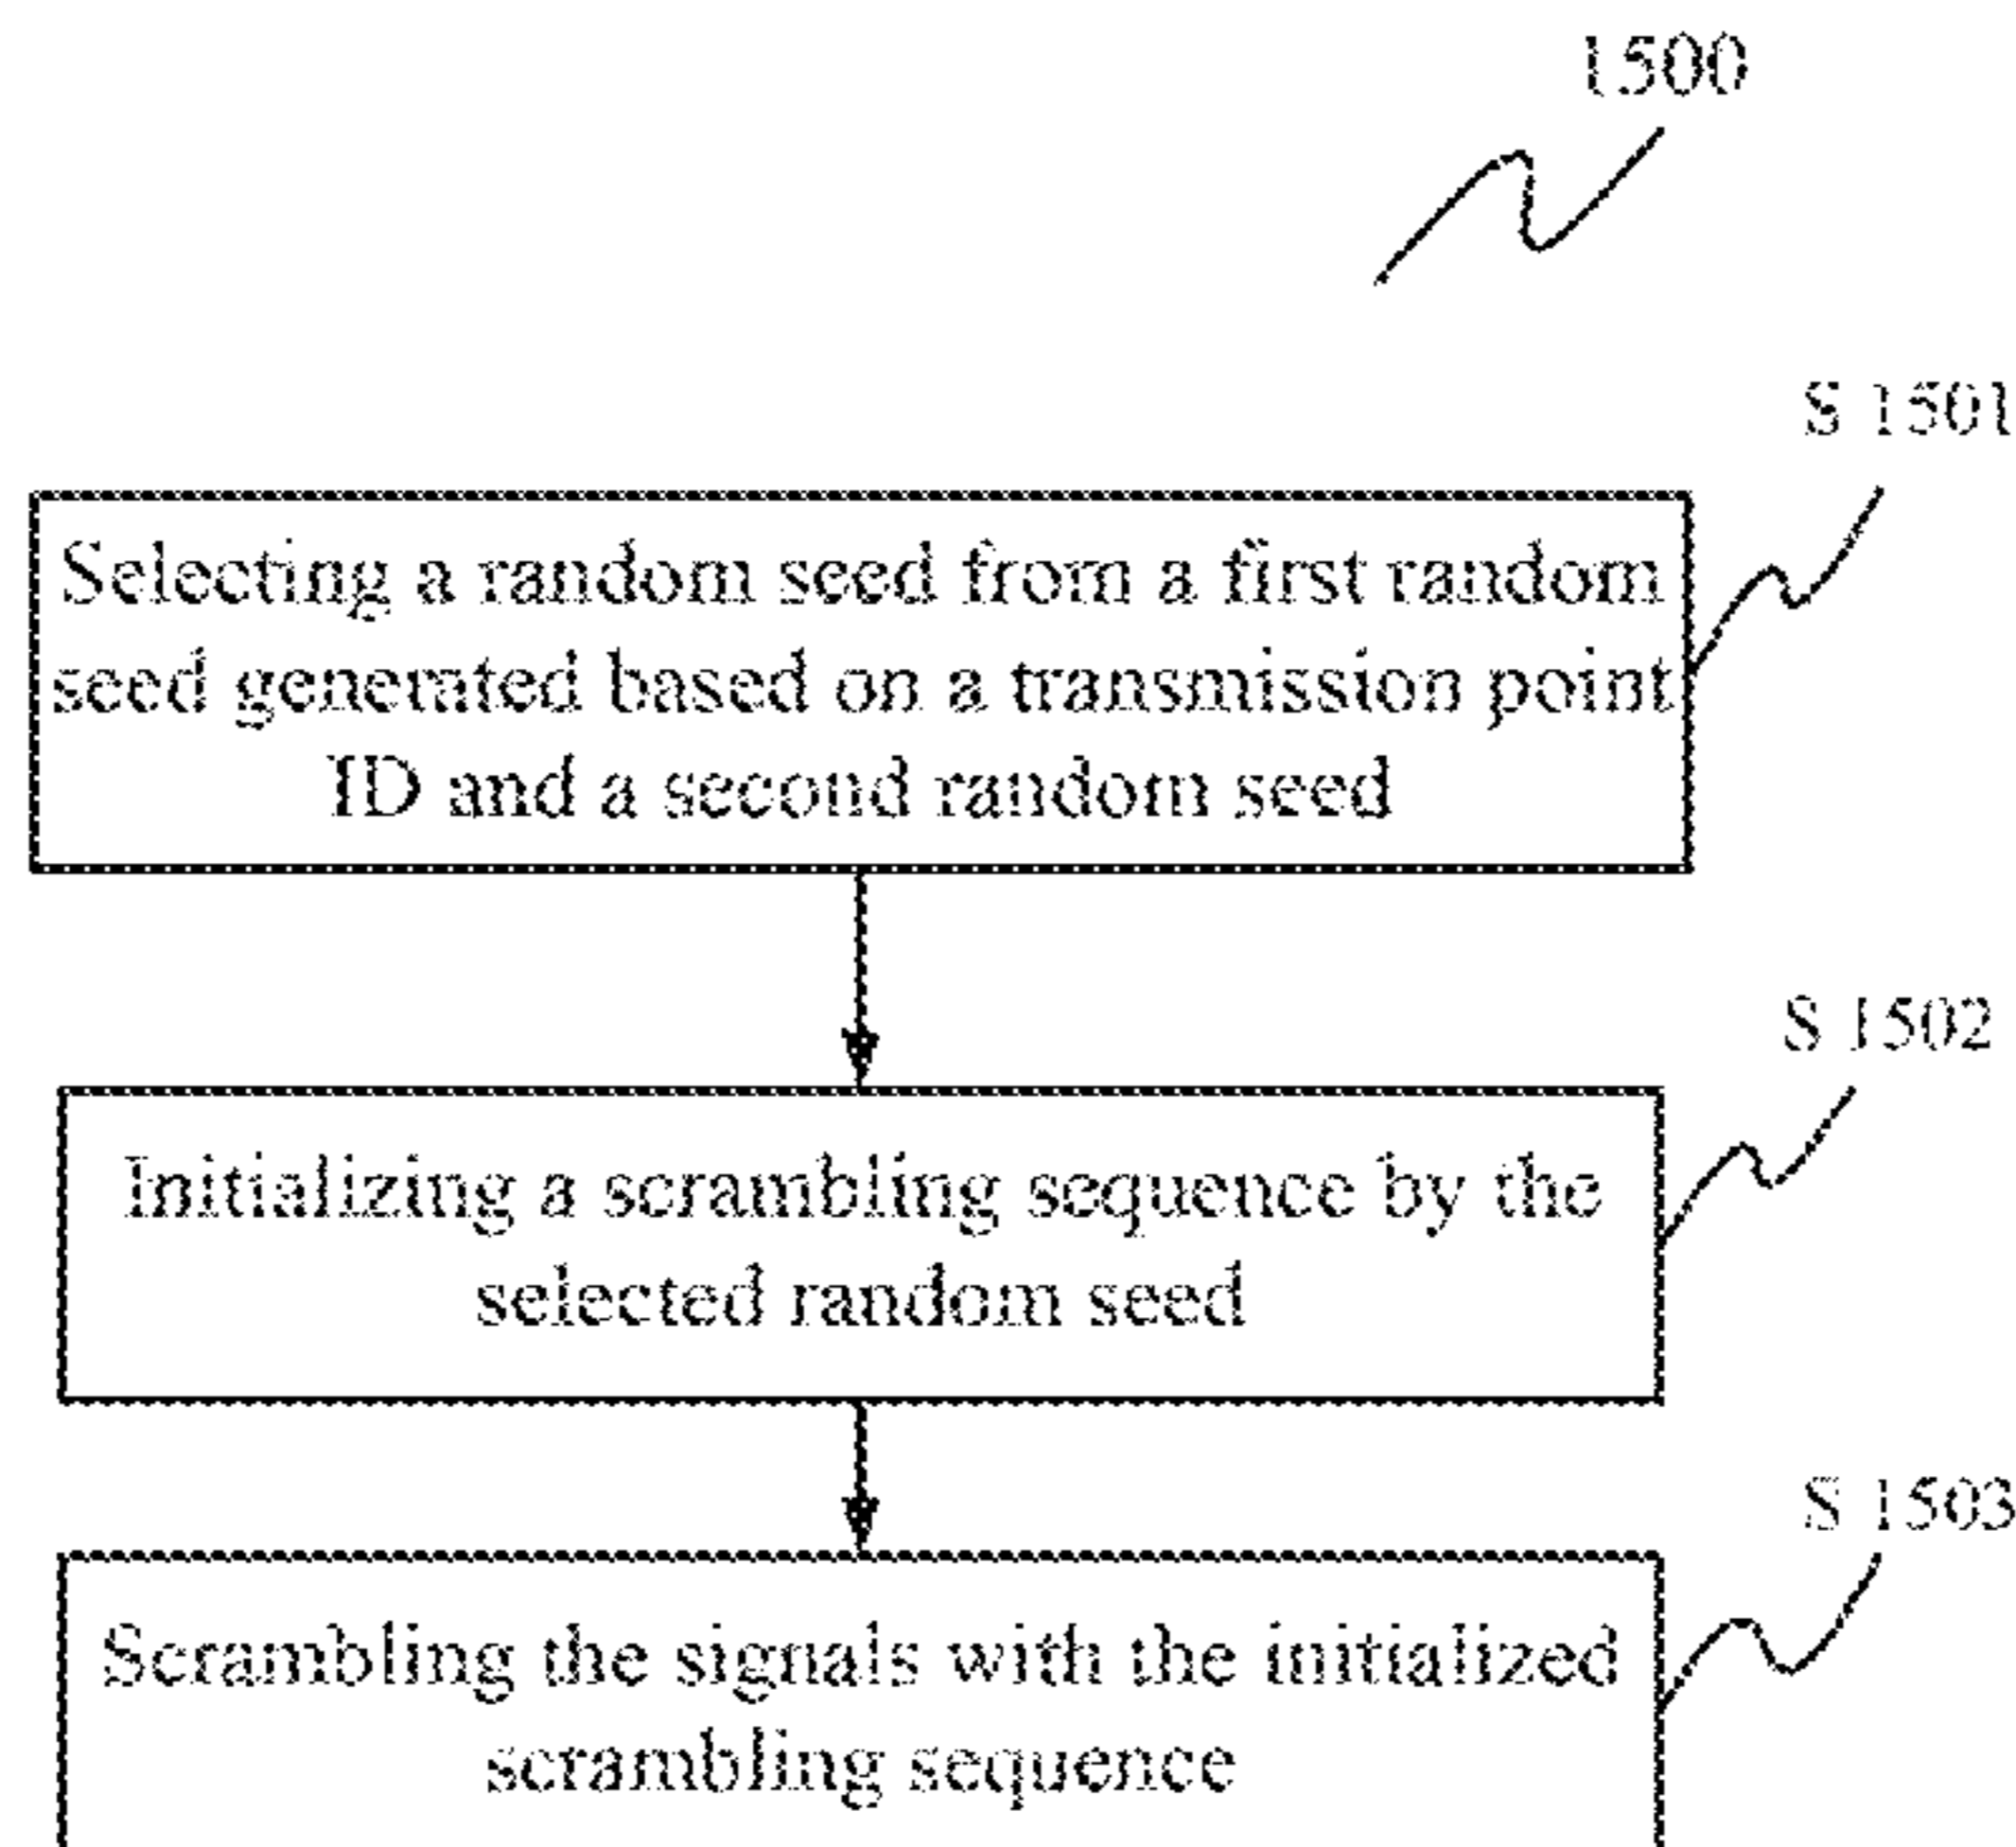 1500
S 1501
Selecting a random seed from a first random
seed generated based on a transmission point
ID and a second random seed
S 1502
Initializing a scrambling sequence by the
selected random seed
S 1503
Scrambling the signals with the initialized
scrambling sequence